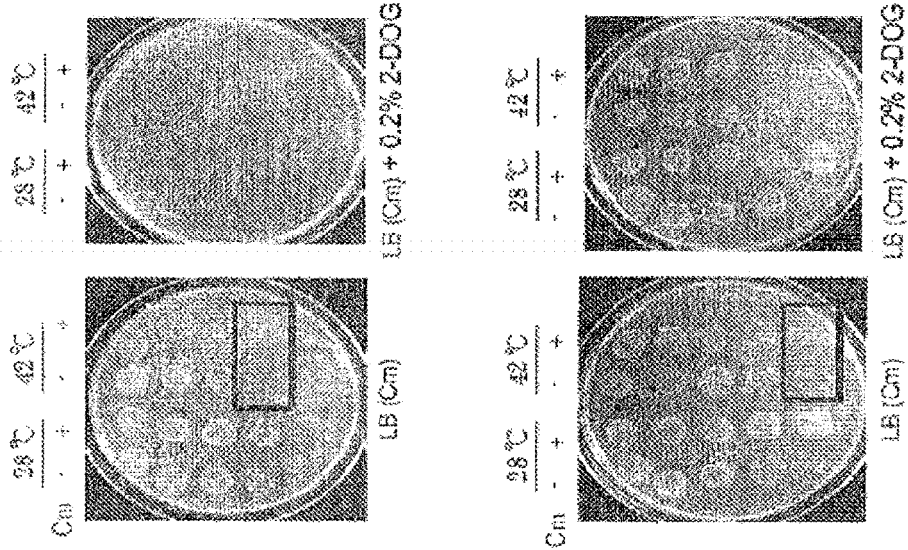 28℃ 42℃
- + - +
LB (Cm) + 0.2% 2-DOG
28℃ 42℃
Cm - + - +
LB (Cm)
28℃ 42℃
- + - +
LB (Cm) + 0.2% 2-DOG
28℃ 42℃
Cm - + - +
LB (Cm)